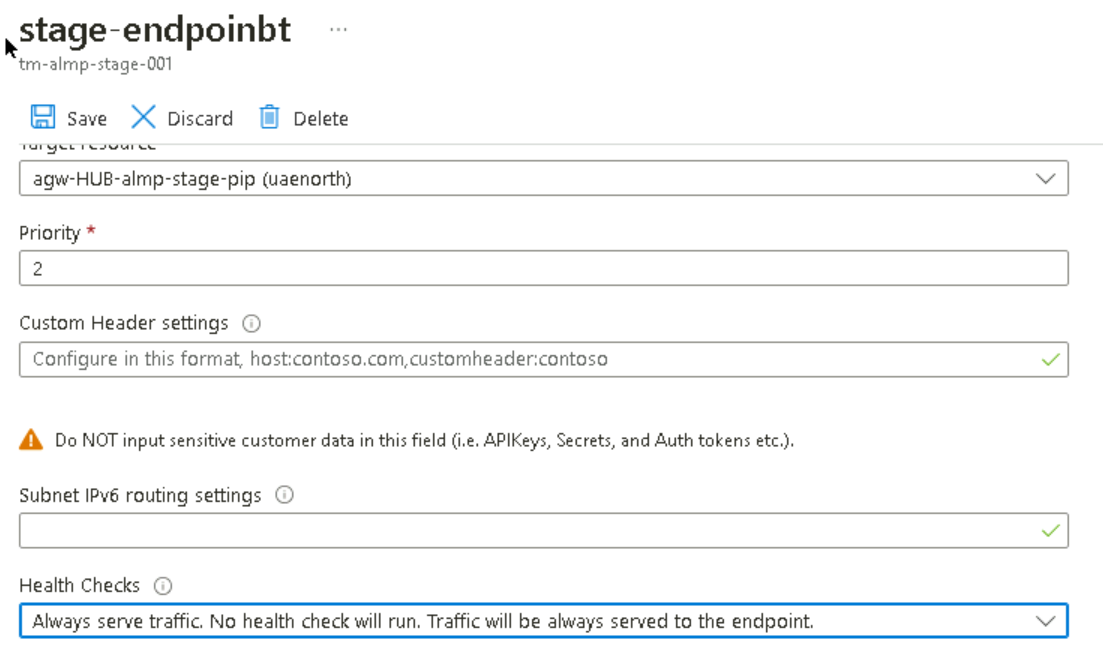 stage-endpoinbt ...
tm-almp-stage-001
Save Discard Delete
Target resource
agw-HUB-almp-stage-pip (uaenorth)
Priority *
2
Custom Header settings
Configure in this format, host:contoso.com,customheader:contoso
Do NOT input sensitive customer data in this field (i.e. APIKeys, Secrets, and Auth tokens etc.).
Subnet IPv6 routing settings
Health Checks
Always serve traffic. No health check will run. Traffic will be always served to the endpoint.